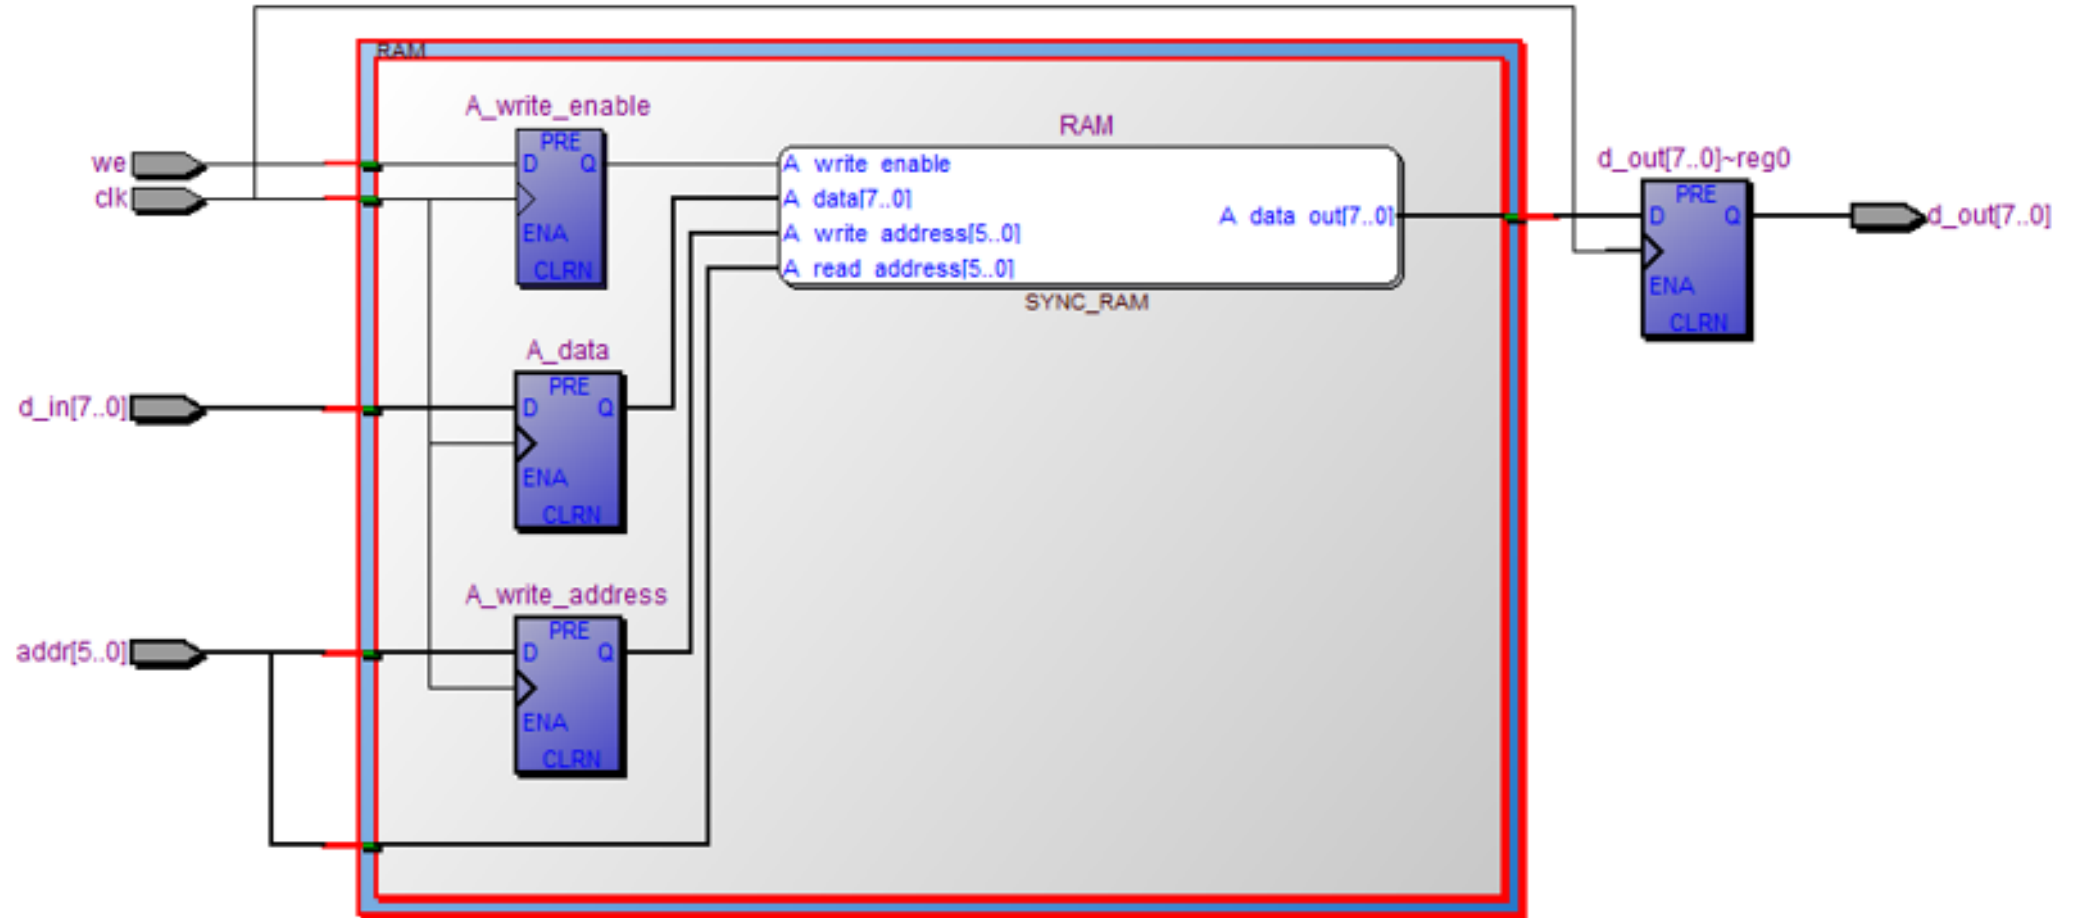 RAM
A_write_enable
PRE
D Q
ENA
CLRN
we
clk
RAM
A write enable
A data[7..0]
A write address[5..0]
A read address[5..0]
A data out[7..0]
SYNC_RAM
d_out[7..0]~reg0
PRE
D Q
ENA
CLRN
d_out[7..0]
A_data
PRE
D Q
ENA
CLRN
d_in[7..0]
A_write_address
PRE
D Q
ENA
CLRN
addr[5..0]